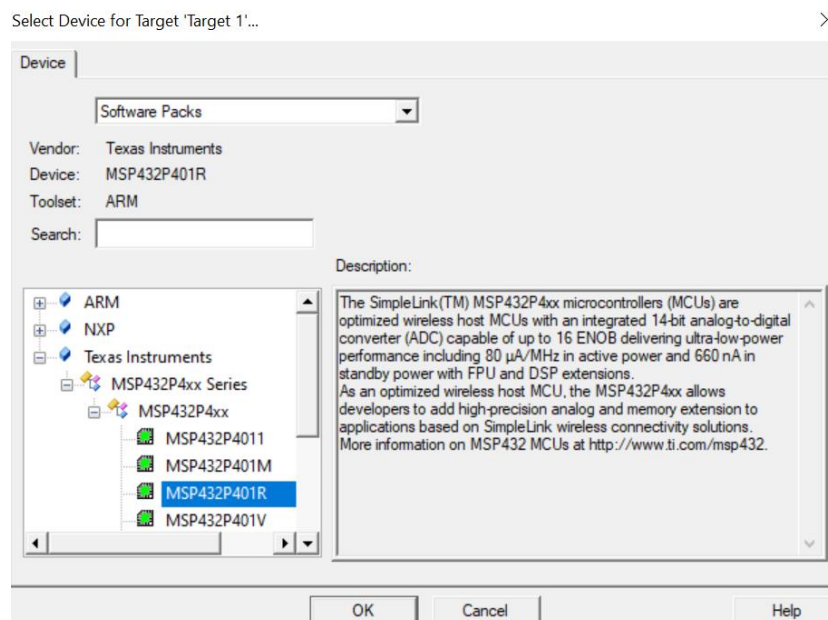 Select Device for Target 'Target 1'...
Device
Software Packs
Vendor: Texas Instruments
Device: MSP432P401R
Toolset: ARM
Search:
Description:
ARM
NXP
Texas Instruments
MSP432P4xx Series
MSP432P4xx
MSP432P4011
MSP432P401M
MSP432P401R
MSP432P401V
The SimpleLink(TM) MSP432P4xx microcontrollers (MCUs) are
optimized wireless host MCUs with an integrated 14-bit analog-to-digital
converter (ADC) capable of up to 16 ENOB delivering ultra-low-power
performance including 80 µA/MHz in active power and 660 nA in
standby power with FPU and DSP extensions.
As an optimized wireless host MCU, the MSP432P4xx allows
developers to add high-precision analog and memory extension to
applications based on SimpleLink wireless connectivity solutions.
More information on MSP432 MCUs at http://www.ti.com/msp432.
OK
Cancel
Help